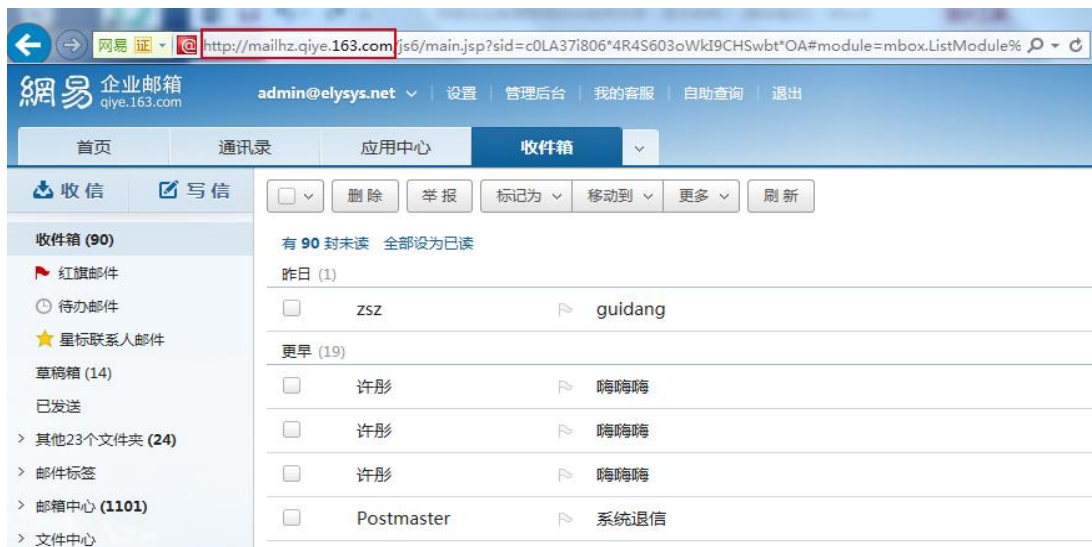 网易 证 http://mailhz.qiye.163.com/js6/main.jsp?sid=c0LA37i806*4R4S603oWkI9CHSwbt*OA#module=mbox.ListModule%
網易 企业邮箱 admin@elysys.net 设置 管理后台 我的客服 自助查询 退出
qiye.163.com
首页 通讯录 应用中心 收件箱
收信 写信 删除 举报 标记为 移动到 更多 刷新
收件箱 (90) 有 90 封未读 全部设为已读
红旗邮件 昨日 (1)
待办邮件 zsz guidang
星标联系人邮件
草稿箱 (14) 更早 (19)
已发送 许彤 嗨嗨嗨
其他23个文件夹 (24) 许彤 嗨嗨嗨
邮件标签 许彤 嗨嗨嗨
邮箱中心 (1101) Postmaster 系统退信
文件中心